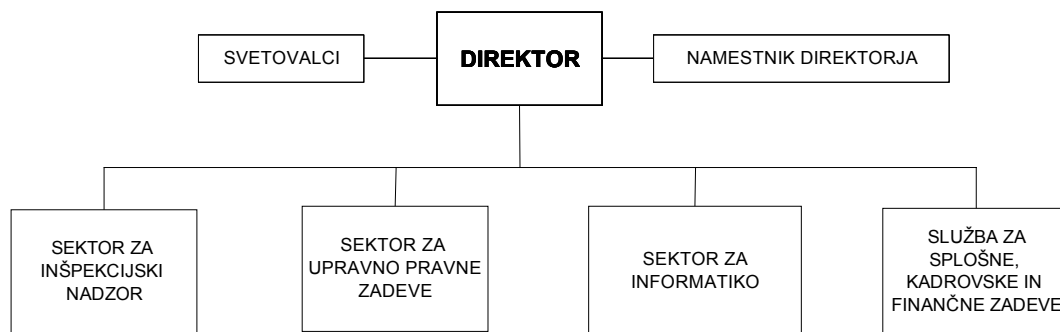 SVETOVALCI
DIREKTOR
NAMESTNIK DIREKTORJA
SEKTOR ZA
INŠPEKCIJSKI
NADZOR
SEKTOR ZA
UPRAVNO PRAVNE
ZADEVE
SEKTOR ZA
INFORMATIKO
SLUŽBA ZA
SPLOŠNE,
KADROVSKE IN
FINANČNE ZADEVE